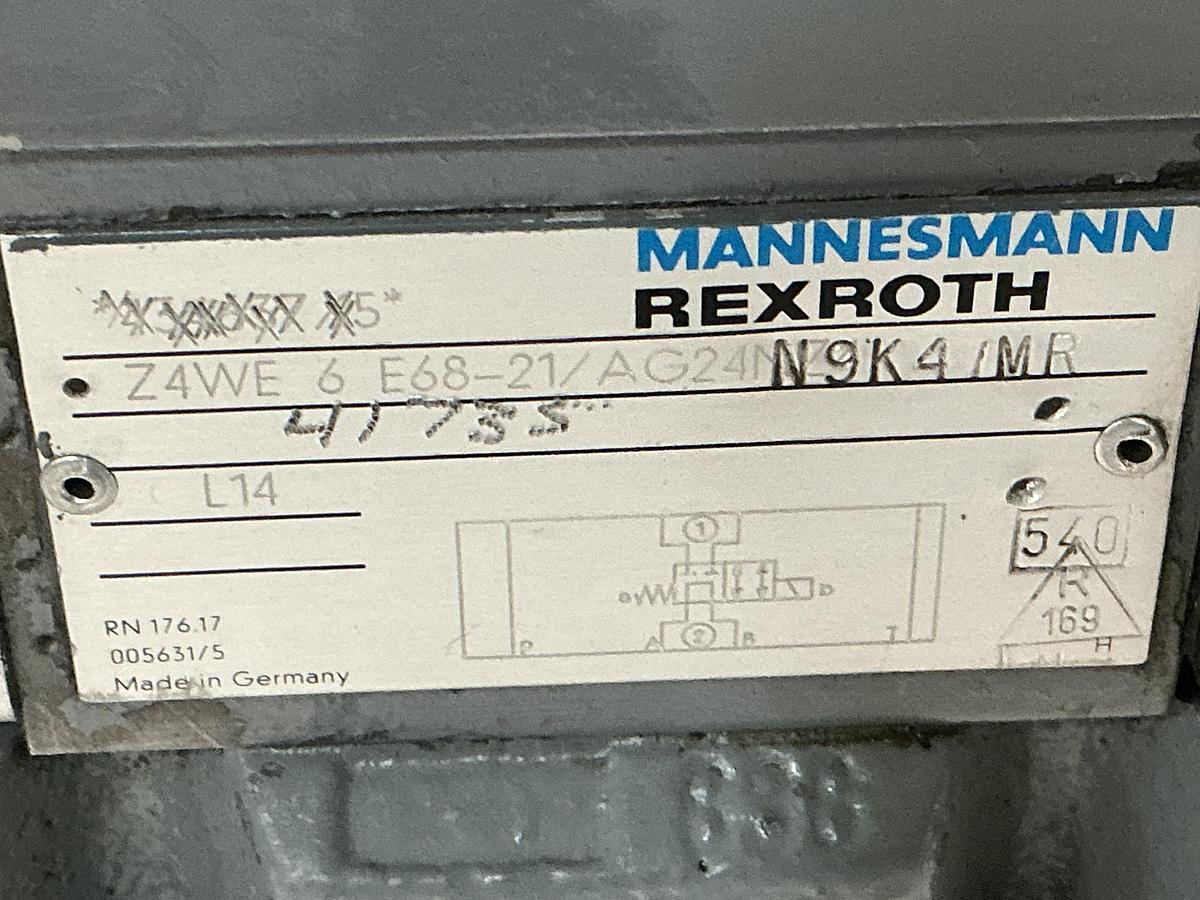 MANNESMANN
REXROTH
Z4WE 6 E68-21/AG24N9K4/MR
L14
1
540
R
169
H
2
A
B
P
T
RN 176.17
005631/5
Made in Germany